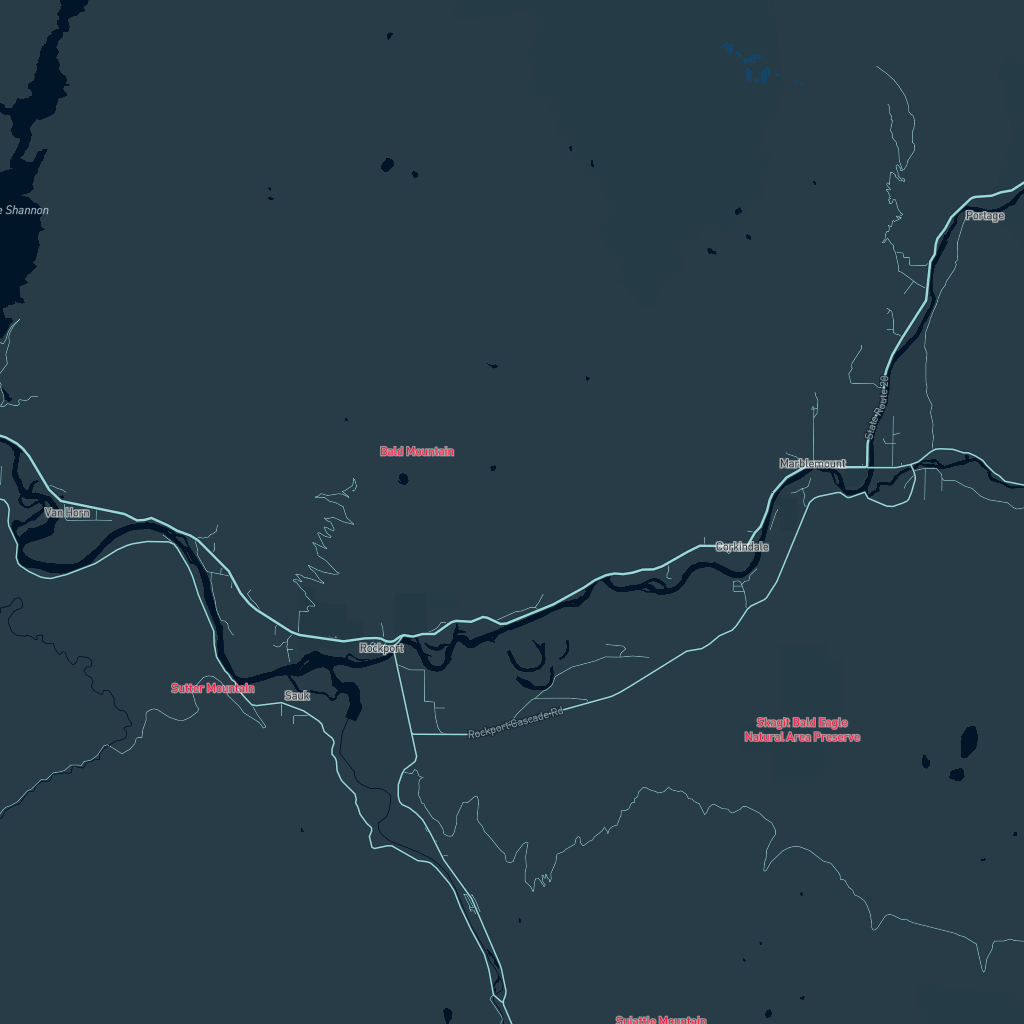 e Shannon
Portage
State Route 20
Bald Mountain
Marblemount
Van Horn
Corkindale
Rockport
Sutter Mountain
Sauk
Rockport Cascade Rd
Skagit Bald Eagle
Natural Area Preserve
Suiattle Mountain